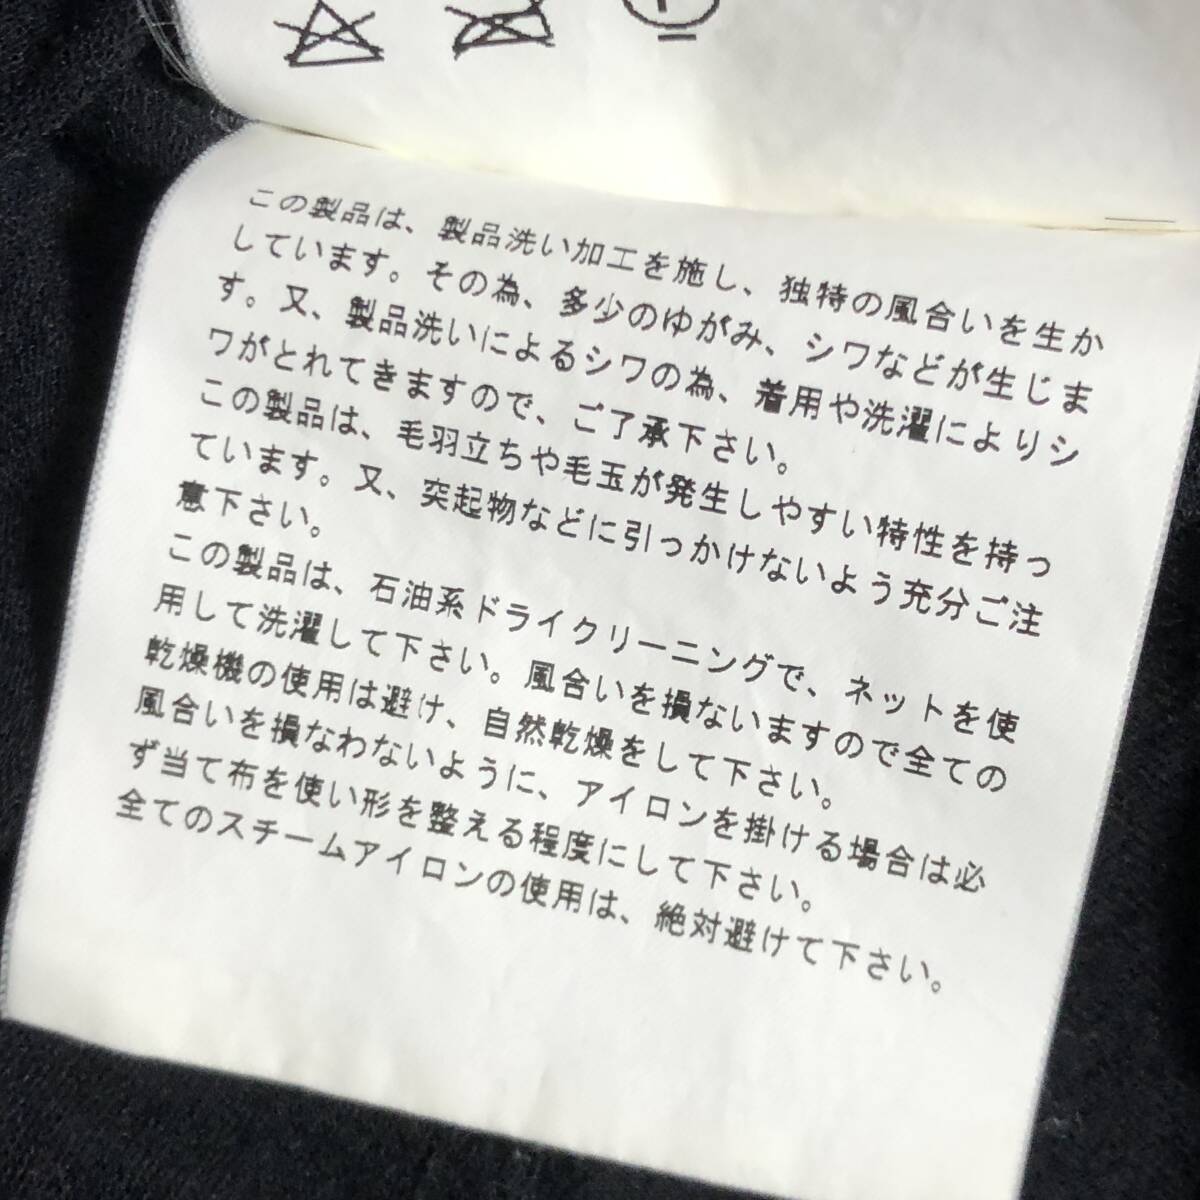 この製品は、製品洗い加工を施し、独特の風合いを生か
しています。その為、多少のゆがみ、シワなどが生じま
す。又、製品洗いによるシワの為、着用や洗濯によりシ
ワがとれてきますので、ご了承下さい。
この製品は、毛羽立ちや毛玉が発生しやすい特性を持っ
ています。又、突起物などに引っかけないよう充分ご注
意下さい。
この製品は、石油系ドライクリーニングで、ネットを使
用して洗濯して下さい。風合いを損ないますので全ての
乾燥機の使用は避け、自然乾燥をして下さい。
風合いを損なわないように、アイロンを掛ける場合は必
ず当て布を使い形を整える程度にして下さい。
全てのスチームアイロンの使用は、絶対避けて下さい。